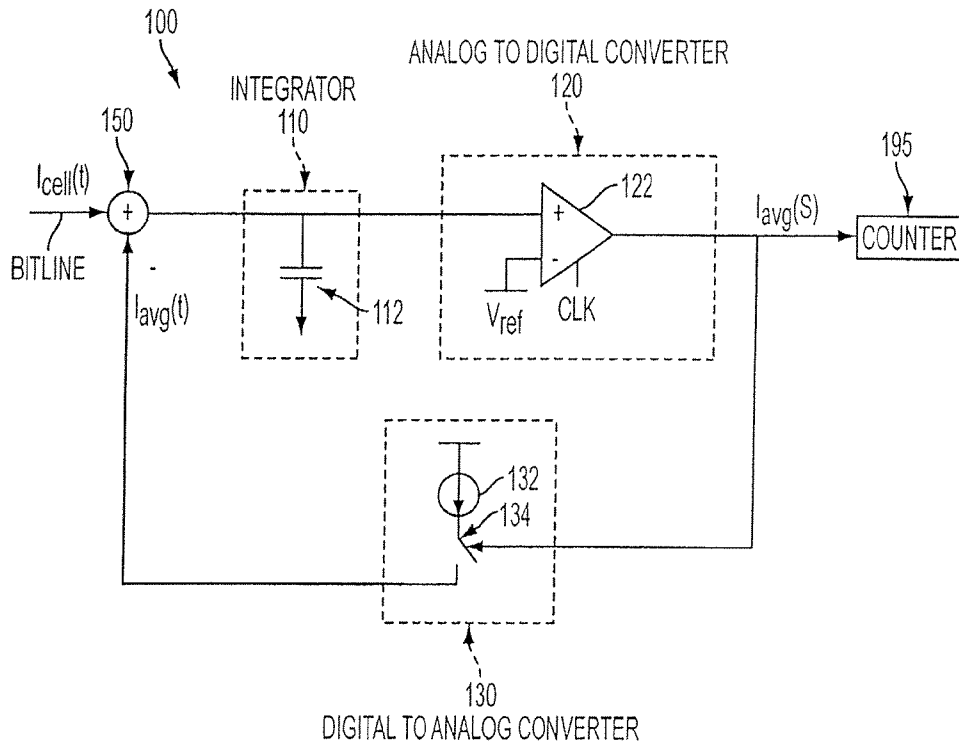 100
ANALOG TO DIGITAL CONVERTER
120
INTEGRATOR
110
150
195
122
Icell(t)
+
+
Iavg(S)
COUNTER
BITLINE
-
-
Iavg(t)
112
Vref
CLK
132
134
130
DIGITAL TO ANALOG CONVERTER